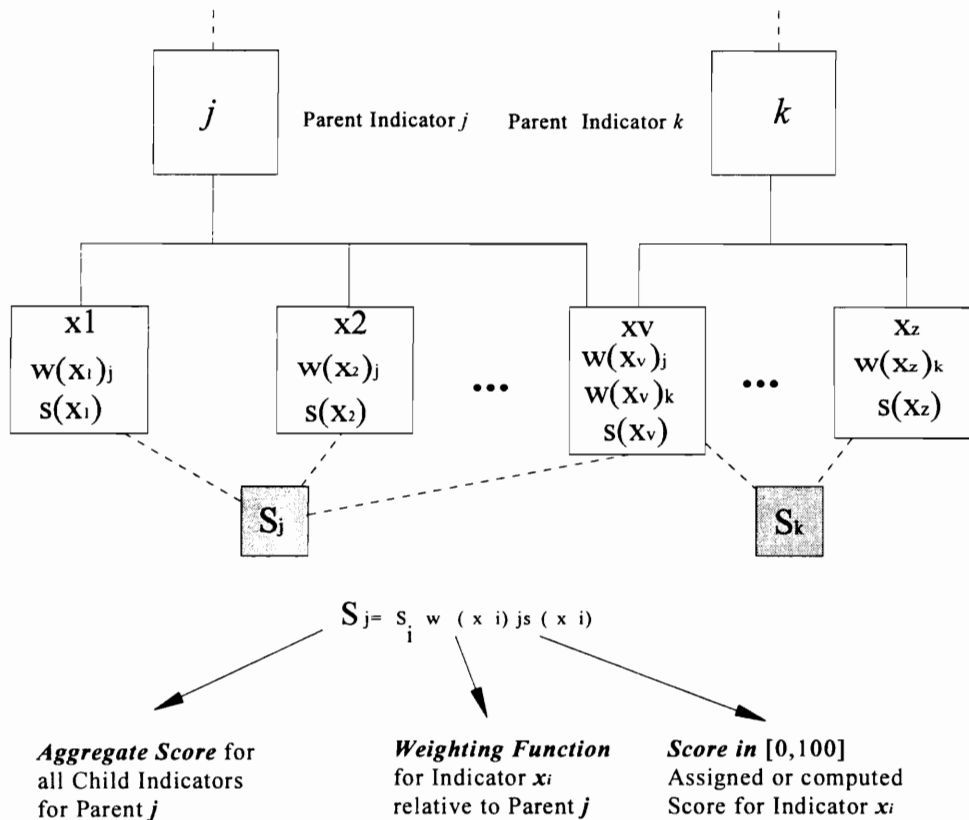 j
Parent Indicator j
Parent Indicator k
k
x1
w(x1)j
s(x1)
x2
w(x2)j
s(x2)
...
xv
w(xv)j
w(xv)k
s(xv)
...
xz
w(xz)k
s(xz)
Sj
Sk
S j= S i w ( x i) js ( x i)
Aggregate Score for
all Child Indicators
for Parent j
Weighting Function
for Indicator xi
relative to Parent j
Score in [0,100]
Assigned or computed
Score for Indicator xi